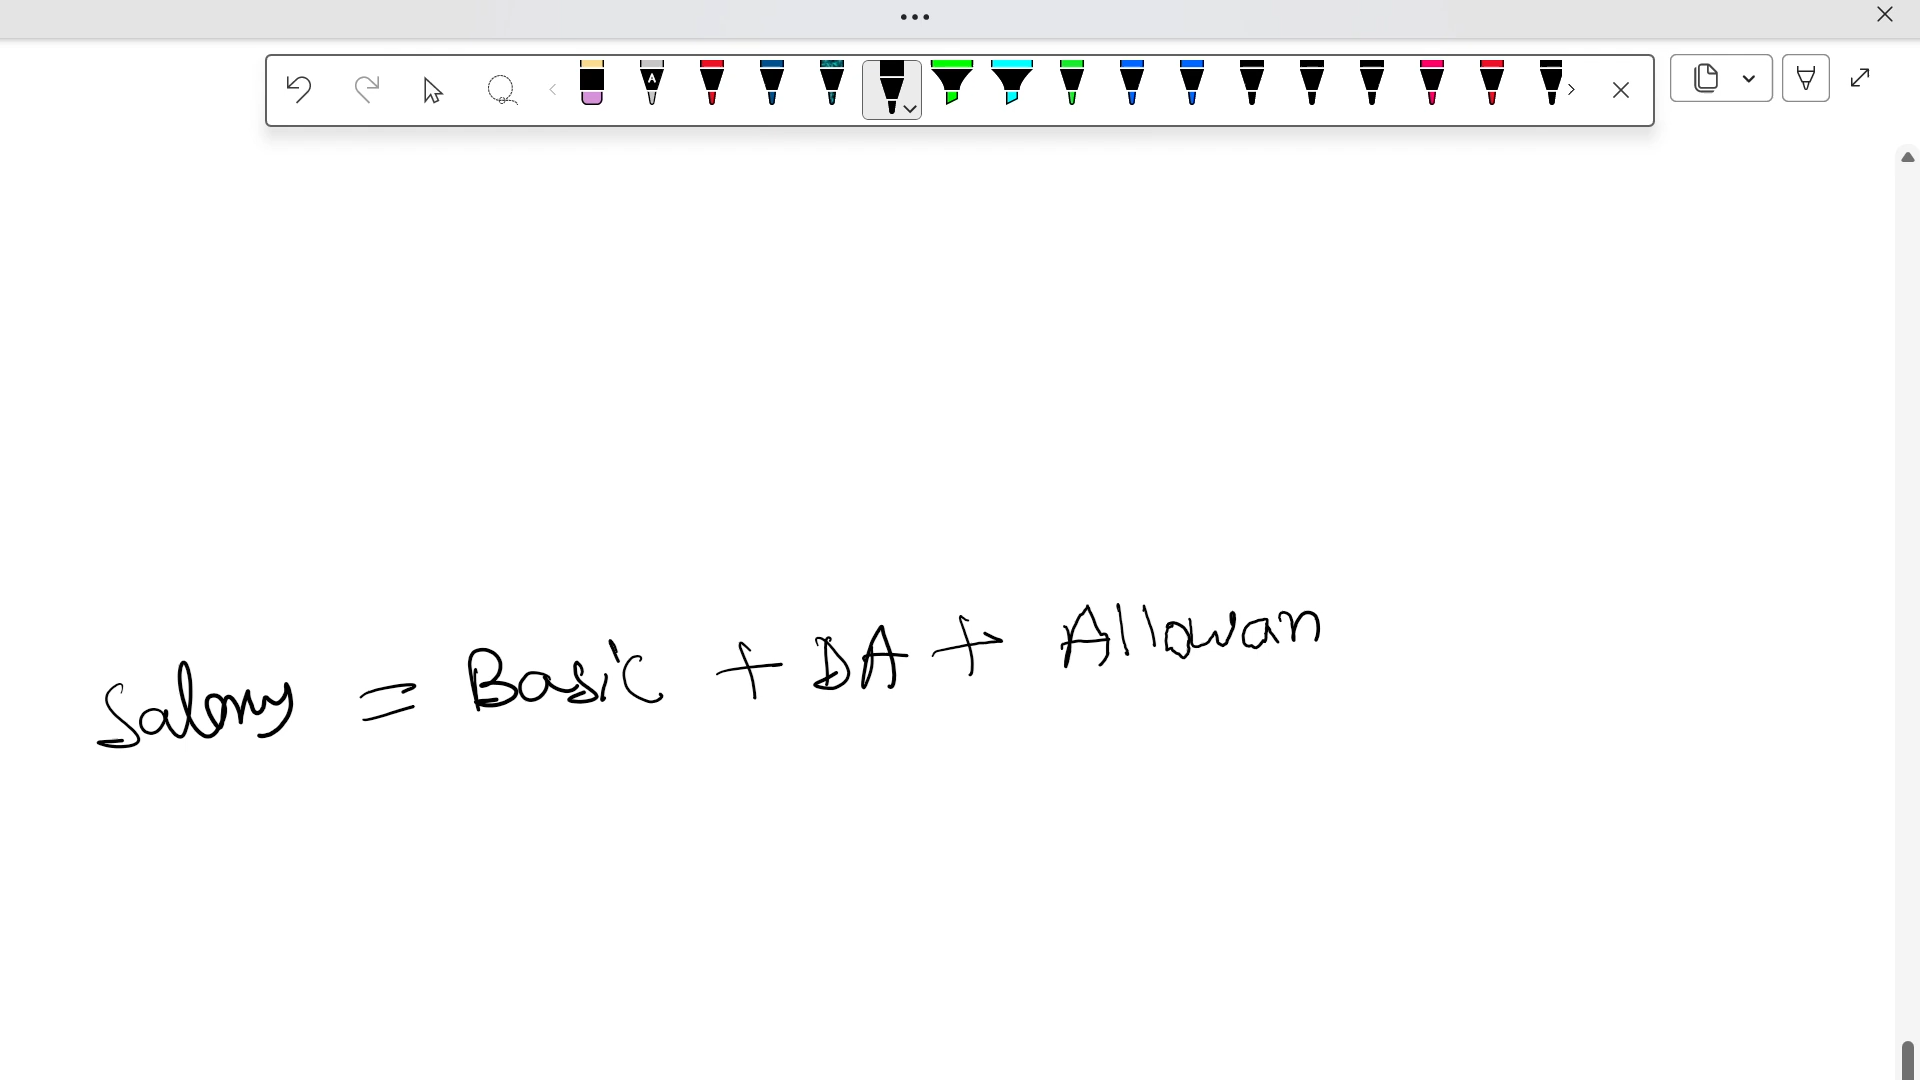 A
Salary = Basic + DA + Allowan